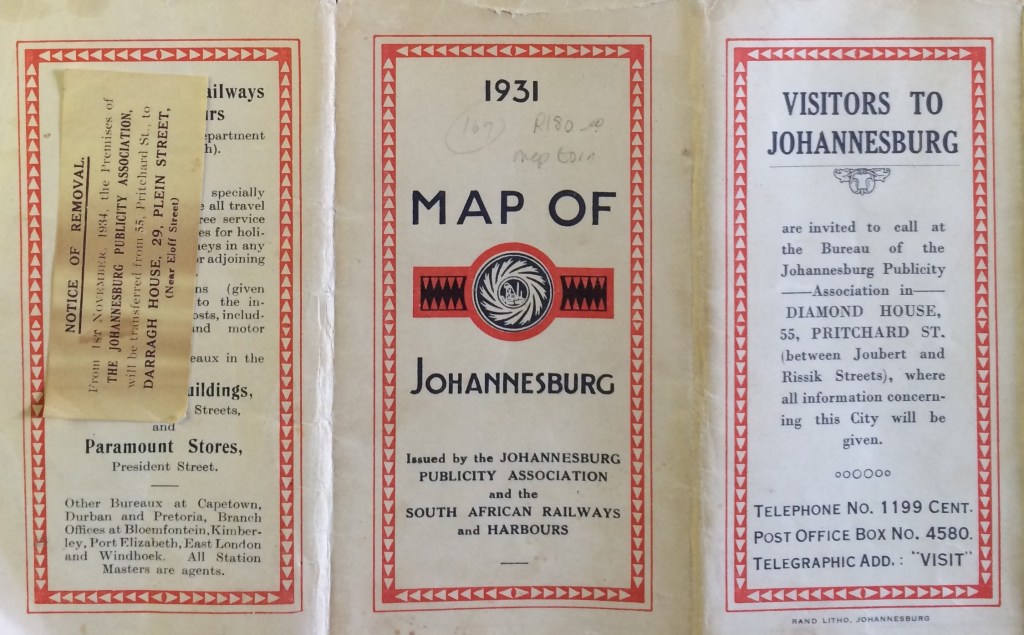 NOTICE OF REMOVAL.
From 1ST NOVEMBER, 1934, the Premises of
THE JOHANNESBURG PUBLICITY ASSOCIATION,
will be transferred from 55, Pritchard St., to
DARRAGH HOUSE, 29, PLEIN STREET,
(Near Eloff Street)
ailways
urs
epartment
h).
specially
e all travel
ree service
es for holi-
neys in any
or adjoining
ns (given
to the in-
osts, includ-
and motor
eaux in the
uildings,
Streets,
and
Paramount Stores,
President Street.
Other Bureaux at Capetown,
Durban and Pretoria, Branch
Offices at Bloemfontein, Kimber-
ley, Port Elizabeth, East London
and Windhoek. All Station
Masters are agents.
1931
(167) R180.00
map torn
MAP OF
JOHANNESBURG
Issued by the JOHANNESBURG
PUBLICITY ASSOCIATION
and the
SOUTH AFRICAN RAILWAYS
and HARBOURS
VISITORS TO
JOHANNESBURG
are invited to call at
the Bureau of the
Johannesburg Publicity
Association in
DIAMOND HOUSE,
55, PRITCHARD ST.
(between Joubert and
Rissik Streets), where
all information concern-
ing this City will be
given.
TELEPHONE NO. 1199 CENT.
POST OFFICE BOX NO. 4580.
TELEGRAPHIC ADD.: "VISIT"
RAND LITHO, JOHANNESBURG